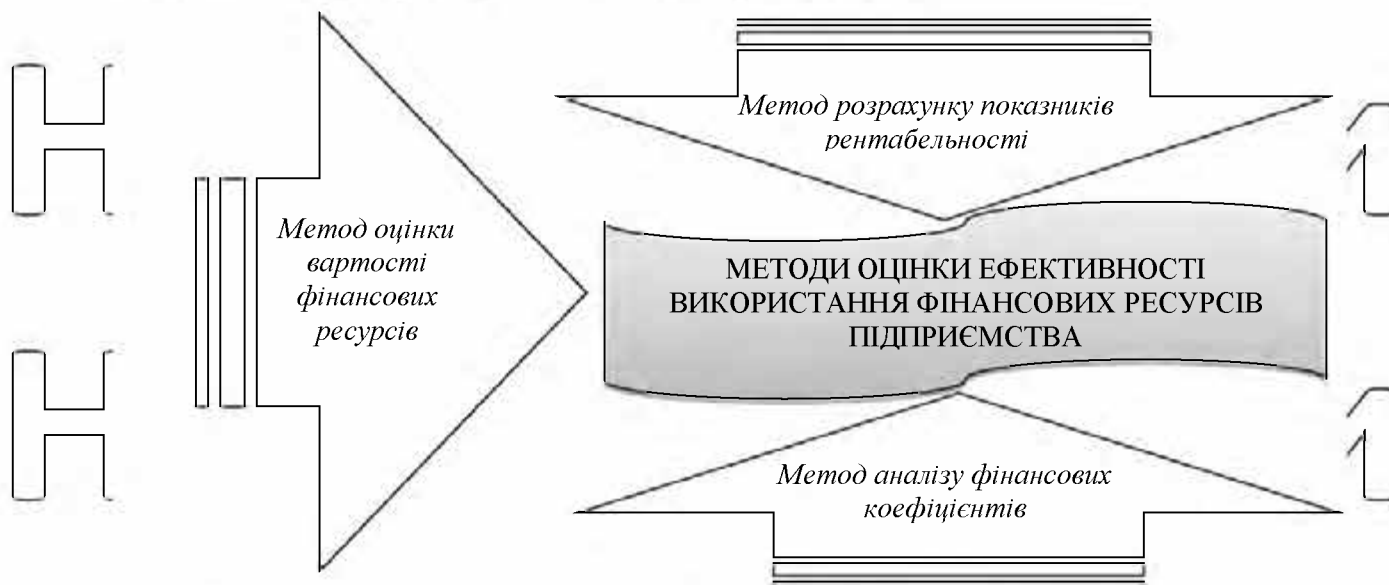 Метод розрахунку показників
рентабельності
Метод оцінки
вартості
фінансових
ресурсів
МЕТОДИ ОЦІНКИ ЕФЕКТИВНОСТІ
ВИКОРИСТАННЯ ФІНАНСОВИХ РЕСУРСІВ
ПІДПРИЄМСТВА
Метод аналізу фінансових
коефіцієнтів